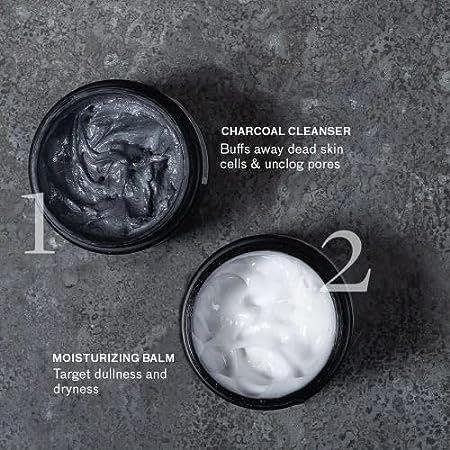 1
CHARCOAL CLEANSER
Buffs away dead skin
cells & unclog pores
2
MOISTURIZING BALM
Target dullness and
dryness